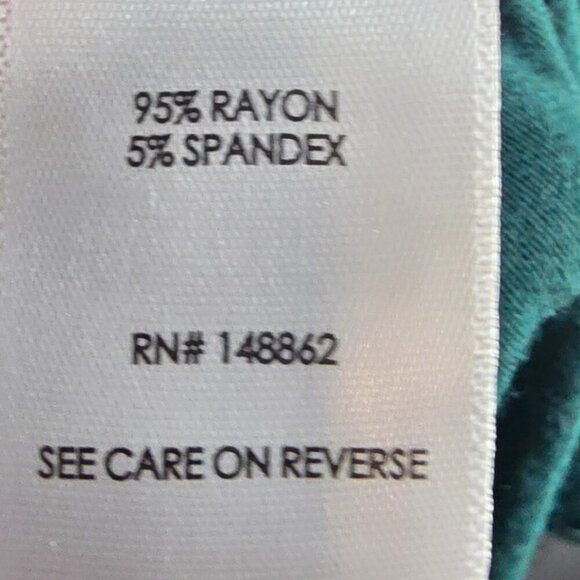 95% RAYON
5% SPANDEX
RN# 148862
SEE CARE ON REVERSE